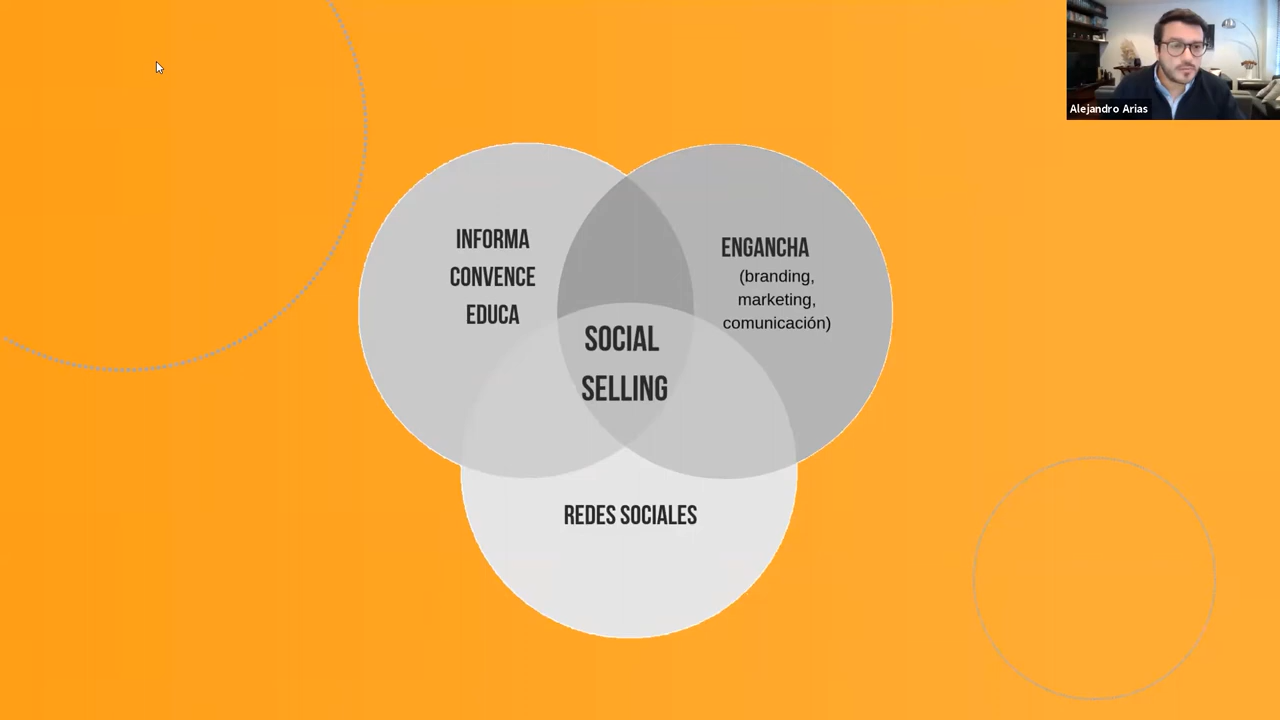 Alejandro Arias
INFORMA
CONVENCE
EDUCA
ENGANCHA
(branding,
marketing,
comunicación)
SOCIAL
SELLING
REDES SOCIALES